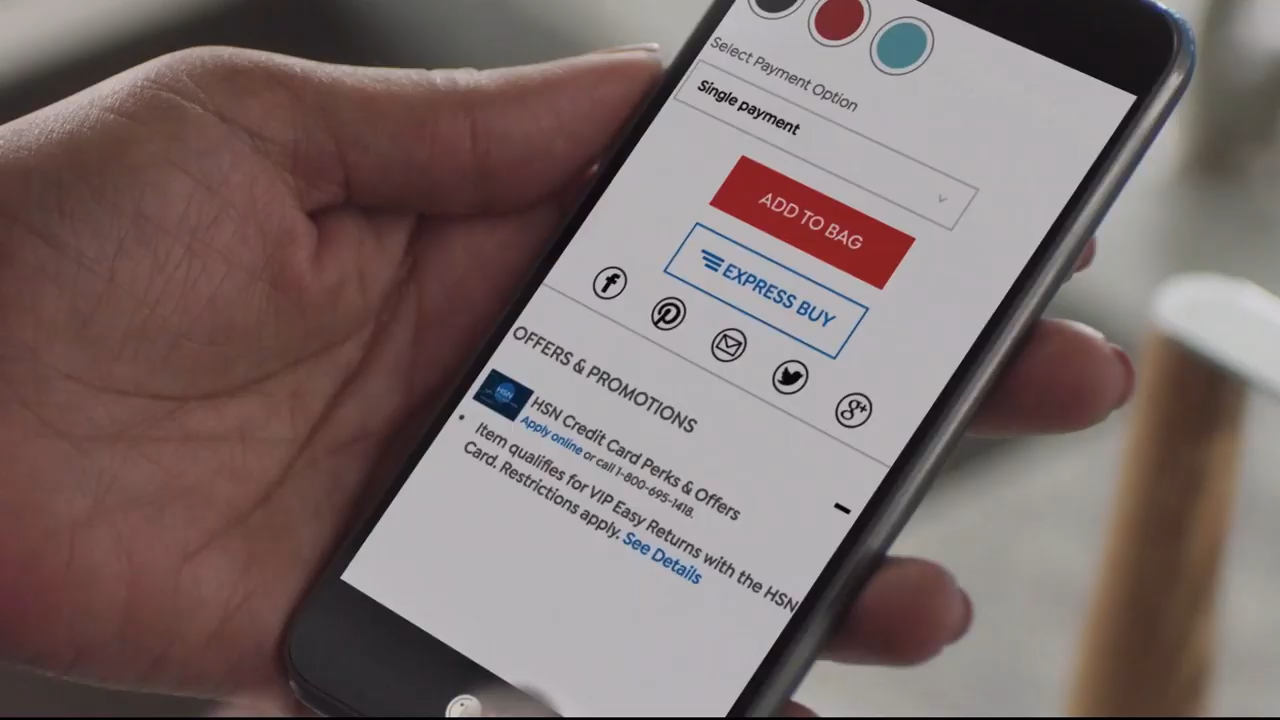 Select Payment Option
Single payment
ADD TO BAG
EXPRESS BUY
OFFERS & PROMOTIONS
HSN
HSN Credit Card Perks & Offers
Apply online or call 1-800-695-1418.
Item qualifies for VIP Easy Returns with the HSN
Card. Restrictions apply. See Details